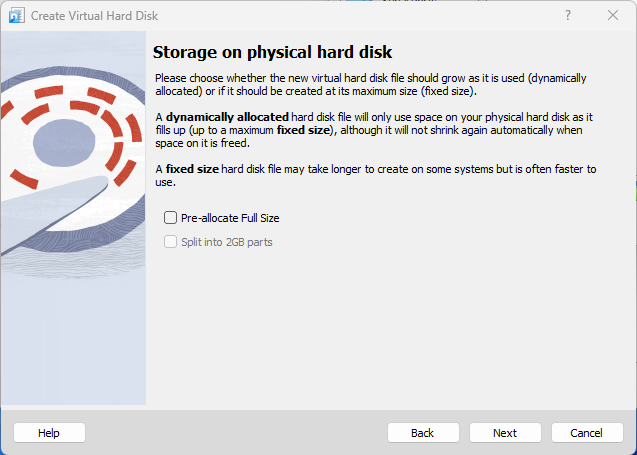 Create Virtual Hard Disk
?
Storage on physical hard disk
Please choose whether the new virtual hard disk file should grow as it is used (dynamically
allocated) or if it should be created at its maximum size (fixed size).
A dynamically allocated hard disk file will only use space on your physical hard disk as it
fills up (up to a maximum fixed size), although it will not shrink again automatically when
space on it is freed.
A fixed size hard disk file may take longer to create on some systems but is often faster to
use.
Pre-allocate Full Size
Split into 2GB parts
Help
Back
Next
Cancel